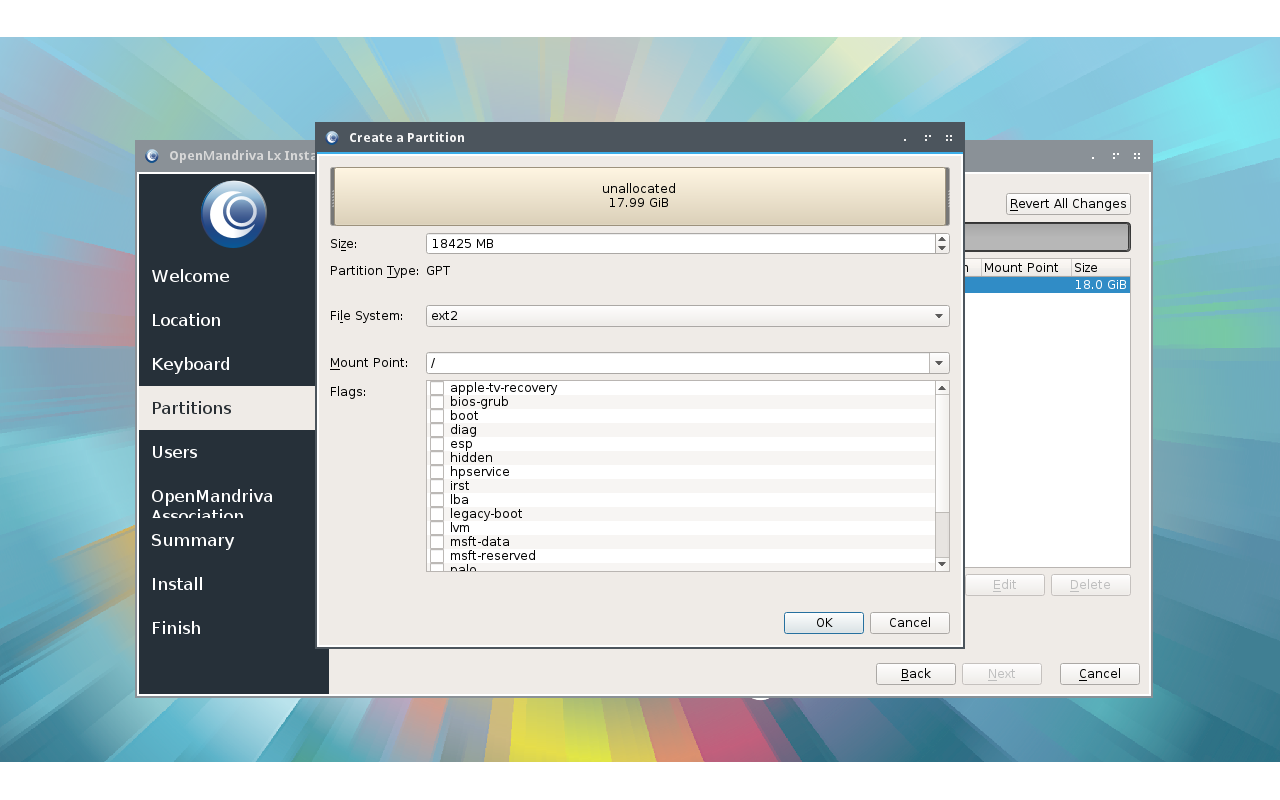 Create a Partition
OpenMandriva Lx Insta
unallocated
17.99 GiB
Size:
18425 MB
Partition Type: GPT
File System:
ext2
Mount Point:
/
Flags:
apple-tv-recovery
bios-grub
boot
diag
esp
hidden
hpservice
irst
lba
legacy-boot
lvm
msft-data
msft-reserved
palo
OK
Cancel
Welcome
Location
Keyboard
Partitions
Users
OpenMandriva
Association
Summary
Install
Finish
Revert All Changes
Mount Point
Size
18.0 GiB
Edit
Delete
Back
Next
Cancel